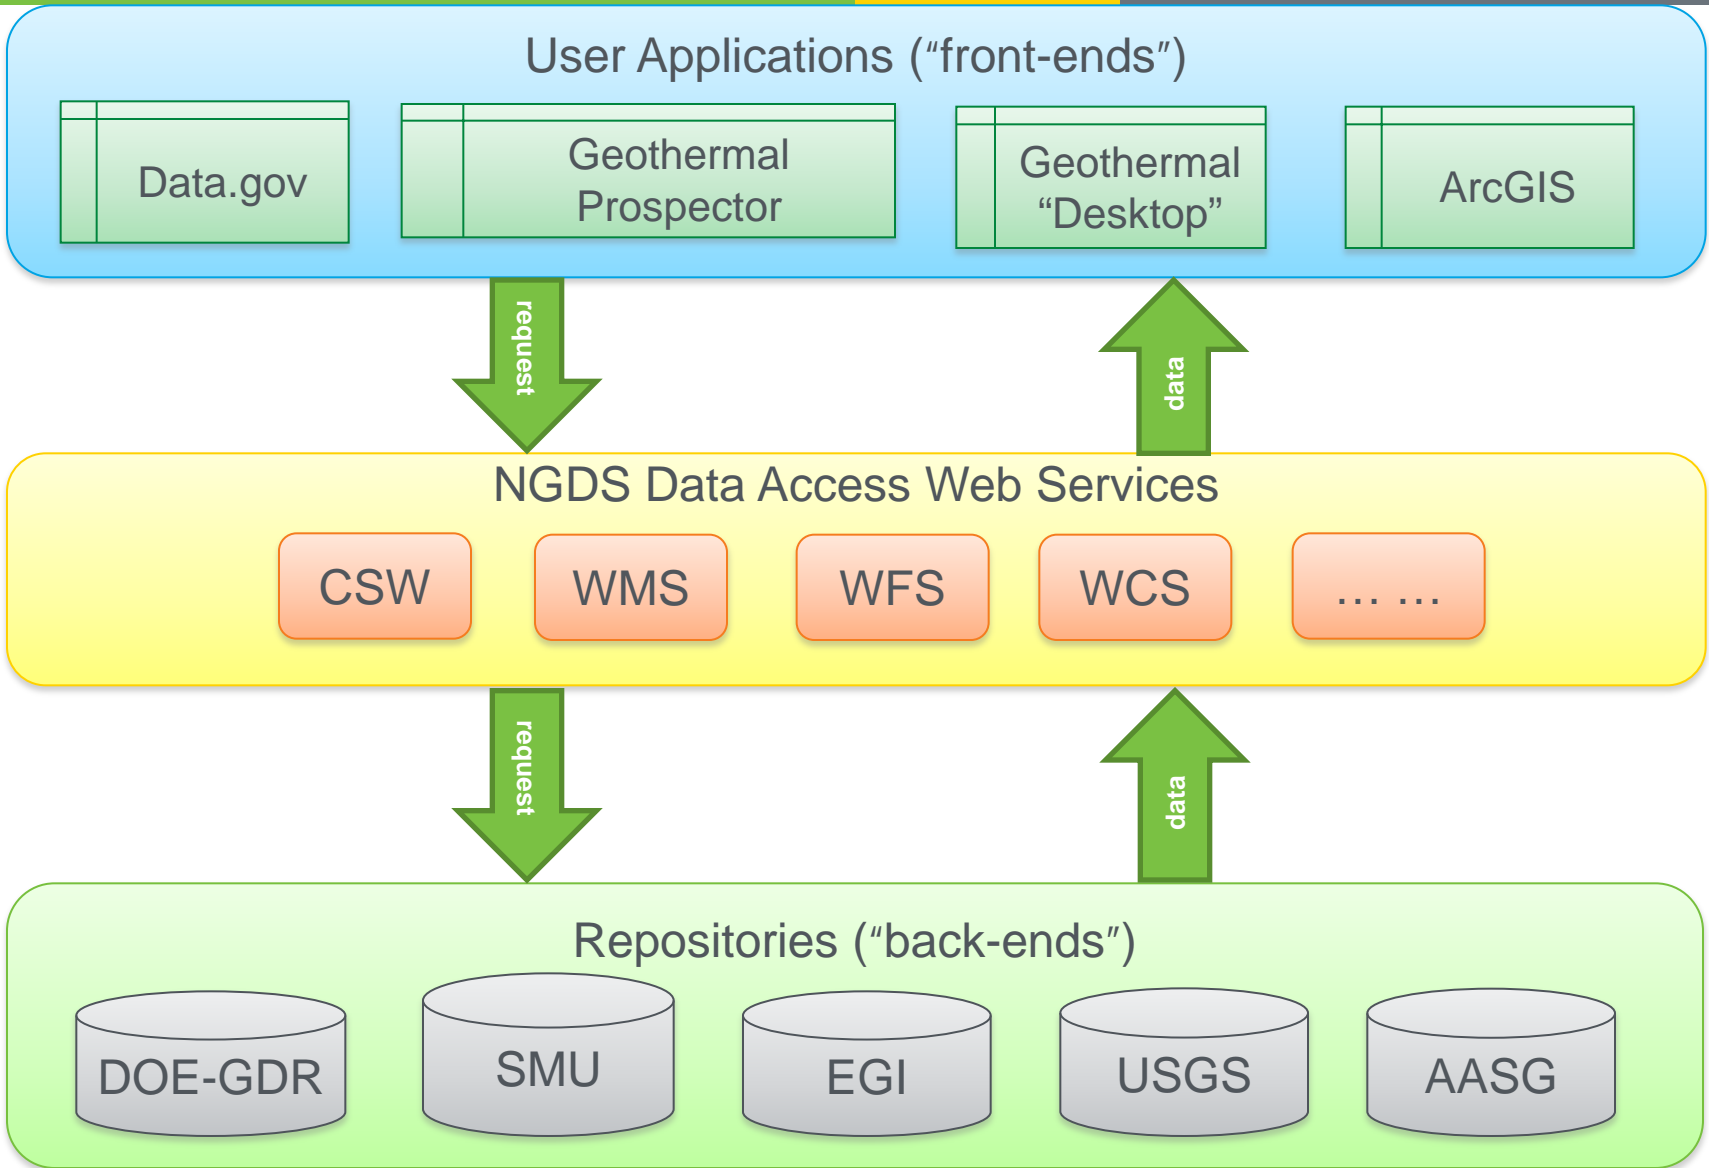 User Applications (“front-ends”)
Data.gov
Geothermal
Prospector
Geothermal
“Desktop”
ArcGIS
request
data
NGDS Data Access Web Services
CSW
WMS
WFS
WCS
… …
request
data
Repositories (“back-ends”)
DOE-GDR
SMU
EGI
USGS
AASG